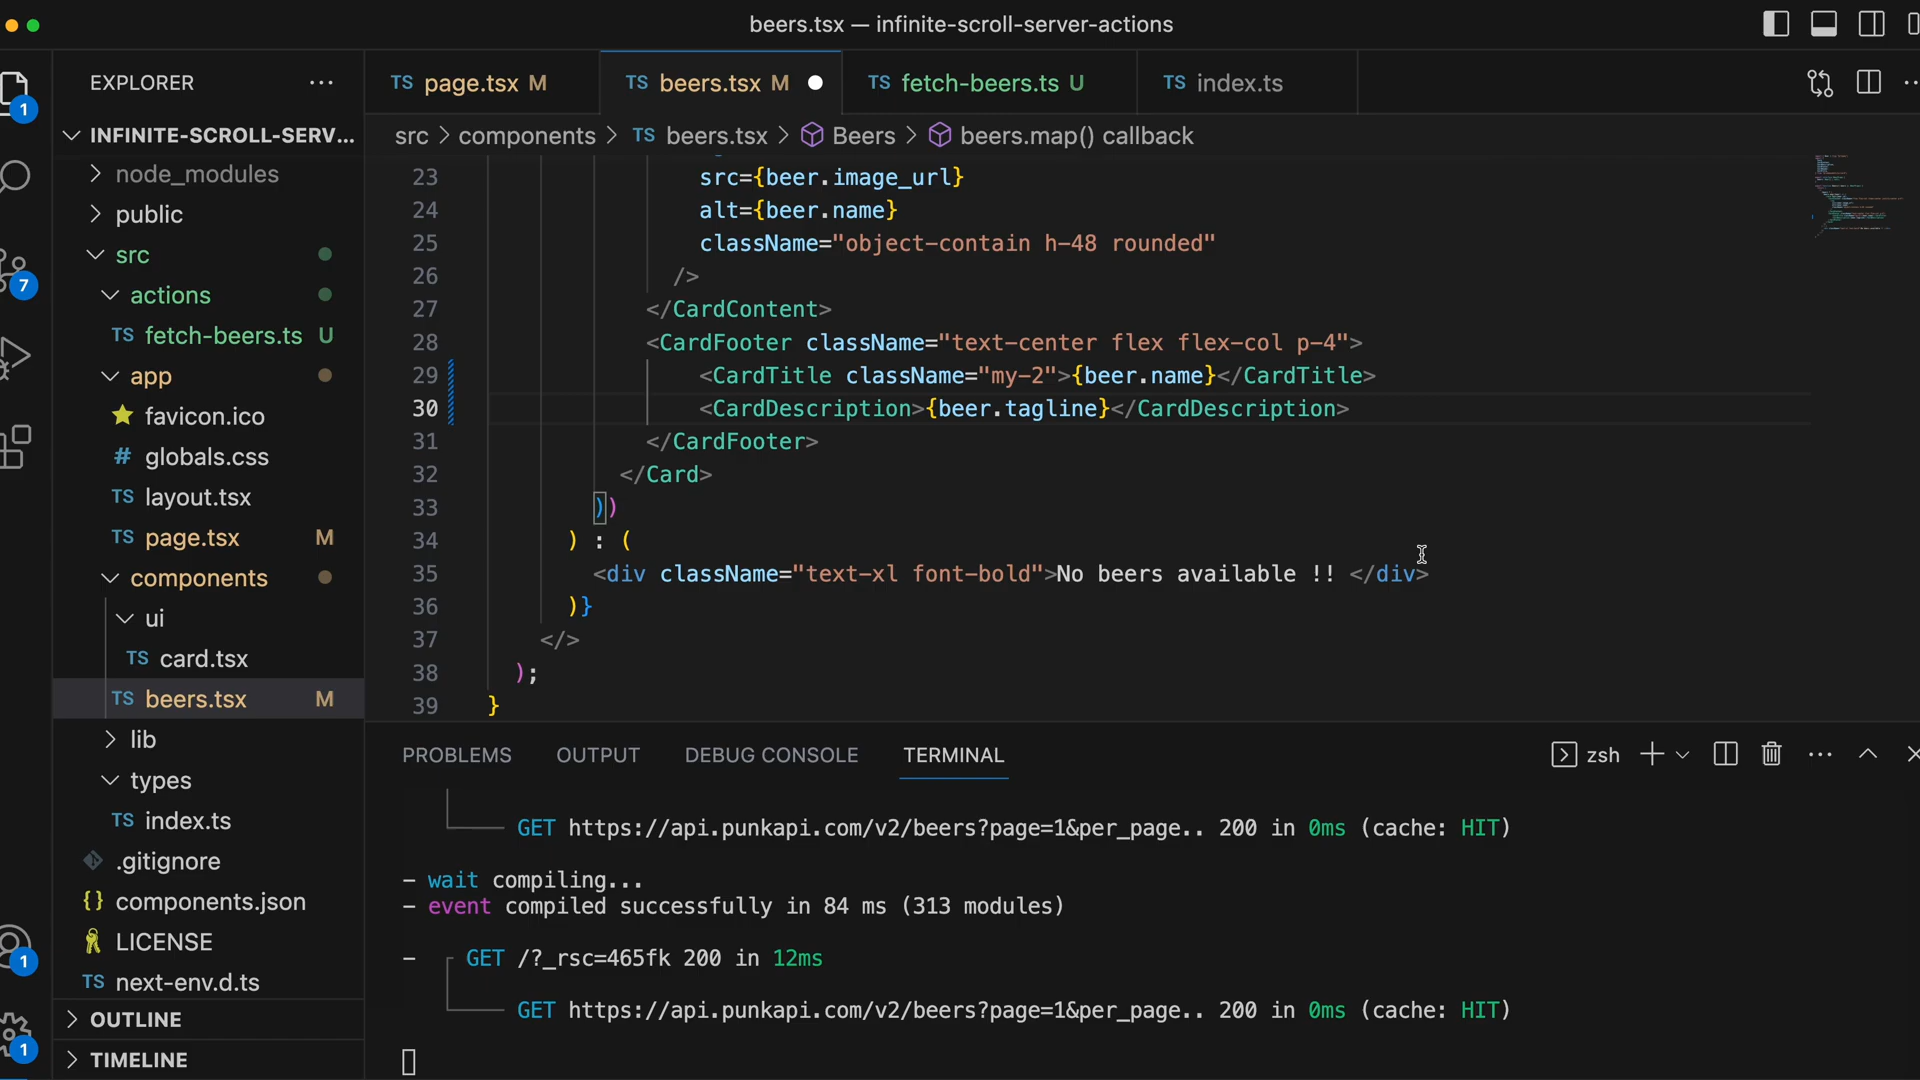 beers.tsx — infinite-scroll-server-actions
EXPLORER
TS page.tsx M
TS beers.tsx M
TS fetch-beers.ts U
TS index.ts
src > components > TS beers.tsx > Beers > beers.map() callback
INFINITE-SCROLL-SERV...
node_modules
public
src
actions
TS fetch-beers.ts U
app
favicon.ico
# globals.css
TS layout.tsx
TS page.tsx M
components
ui
TS card.tsx
TS beers.tsx M
lib
types
TS index.ts
.gitignore
{} components.json
LICENSE
TS next-env.d.ts
OUTLINE
TIMELINE
1
7
1
1
23 src={beer.image_url}
24 alt={beer.name}
25 className="object-contain h-48 rounded"
26 />
27 </CardContent>
28 <CardFooter className="text-center flex flex-col p-4">
29 <CardTitle className="my-2">{beer.name}</CardTitle>
30 <CardDescription>{beer.tagline}</CardDescription>
31 </CardFooter>
32 </Card>
33 ))
34 ) : (
35 <div className="text-xl font-bold">No beers available !! </div>
36 )}
37 </>
38 );
39 }
PROBLEMS OUTPUT DEBUG CONSOLE TERMINAL
zsh
GET https://api.punkapi.com/v2/beers?page=1&per_page.. 200 in 0ms (cache: HIT)
- wait compiling...
- event compiled successfully in 84 ms (313 modules)
- GET /?_rsc=465fk 200 in 12ms
GET https://api.punkapi.com/v2/beers?page=1&per_page.. 200 in 0ms (cache: HIT)